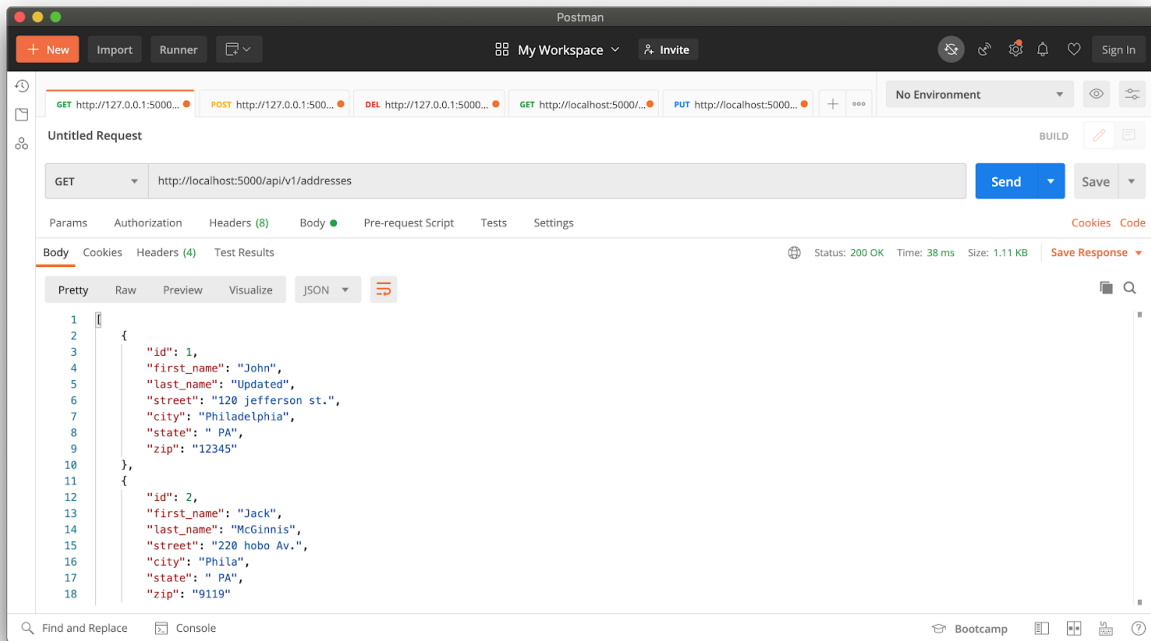 Postman
New Import Runner My Workspace Invite Sign In
GET http://127.0.0.1:5000... POST http://127.0.0.1:500... DEL http://127.0.0.1:5000... GET http://localhost:5000/... PUT http://localhost:5000... No Environment
Untitled Request BUILD
GET http://localhost:5000/api/v1/addresses Send Save
Params Authorization Headers (8) Body Pre-request Script Tests Settings Cookies Code
Body Cookies Headers (4) Test Results Status: 200 OK Time: 38 ms Size: 1.11 KB Save Response
Pretty Raw Preview Visualize JSON
1 [
2 {
3 "id": 1,
4 "first_name": "John",
5 "last_name": "Updated",
6 "street": "120 jefferson st.",
7 "city": "Philadelphia",
8 "state": " PA",
9 "zip": "12345"
10 },
11 {
12 "id": 2,
13 "first_name": "Jack",
14 "last_name": "McGinnis",
15 "street": "220 hobo Av.",
16 "city": "Phila",
17 "state": " PA",
18 "zip": "9119"
Find and Replace Console Bootcamp